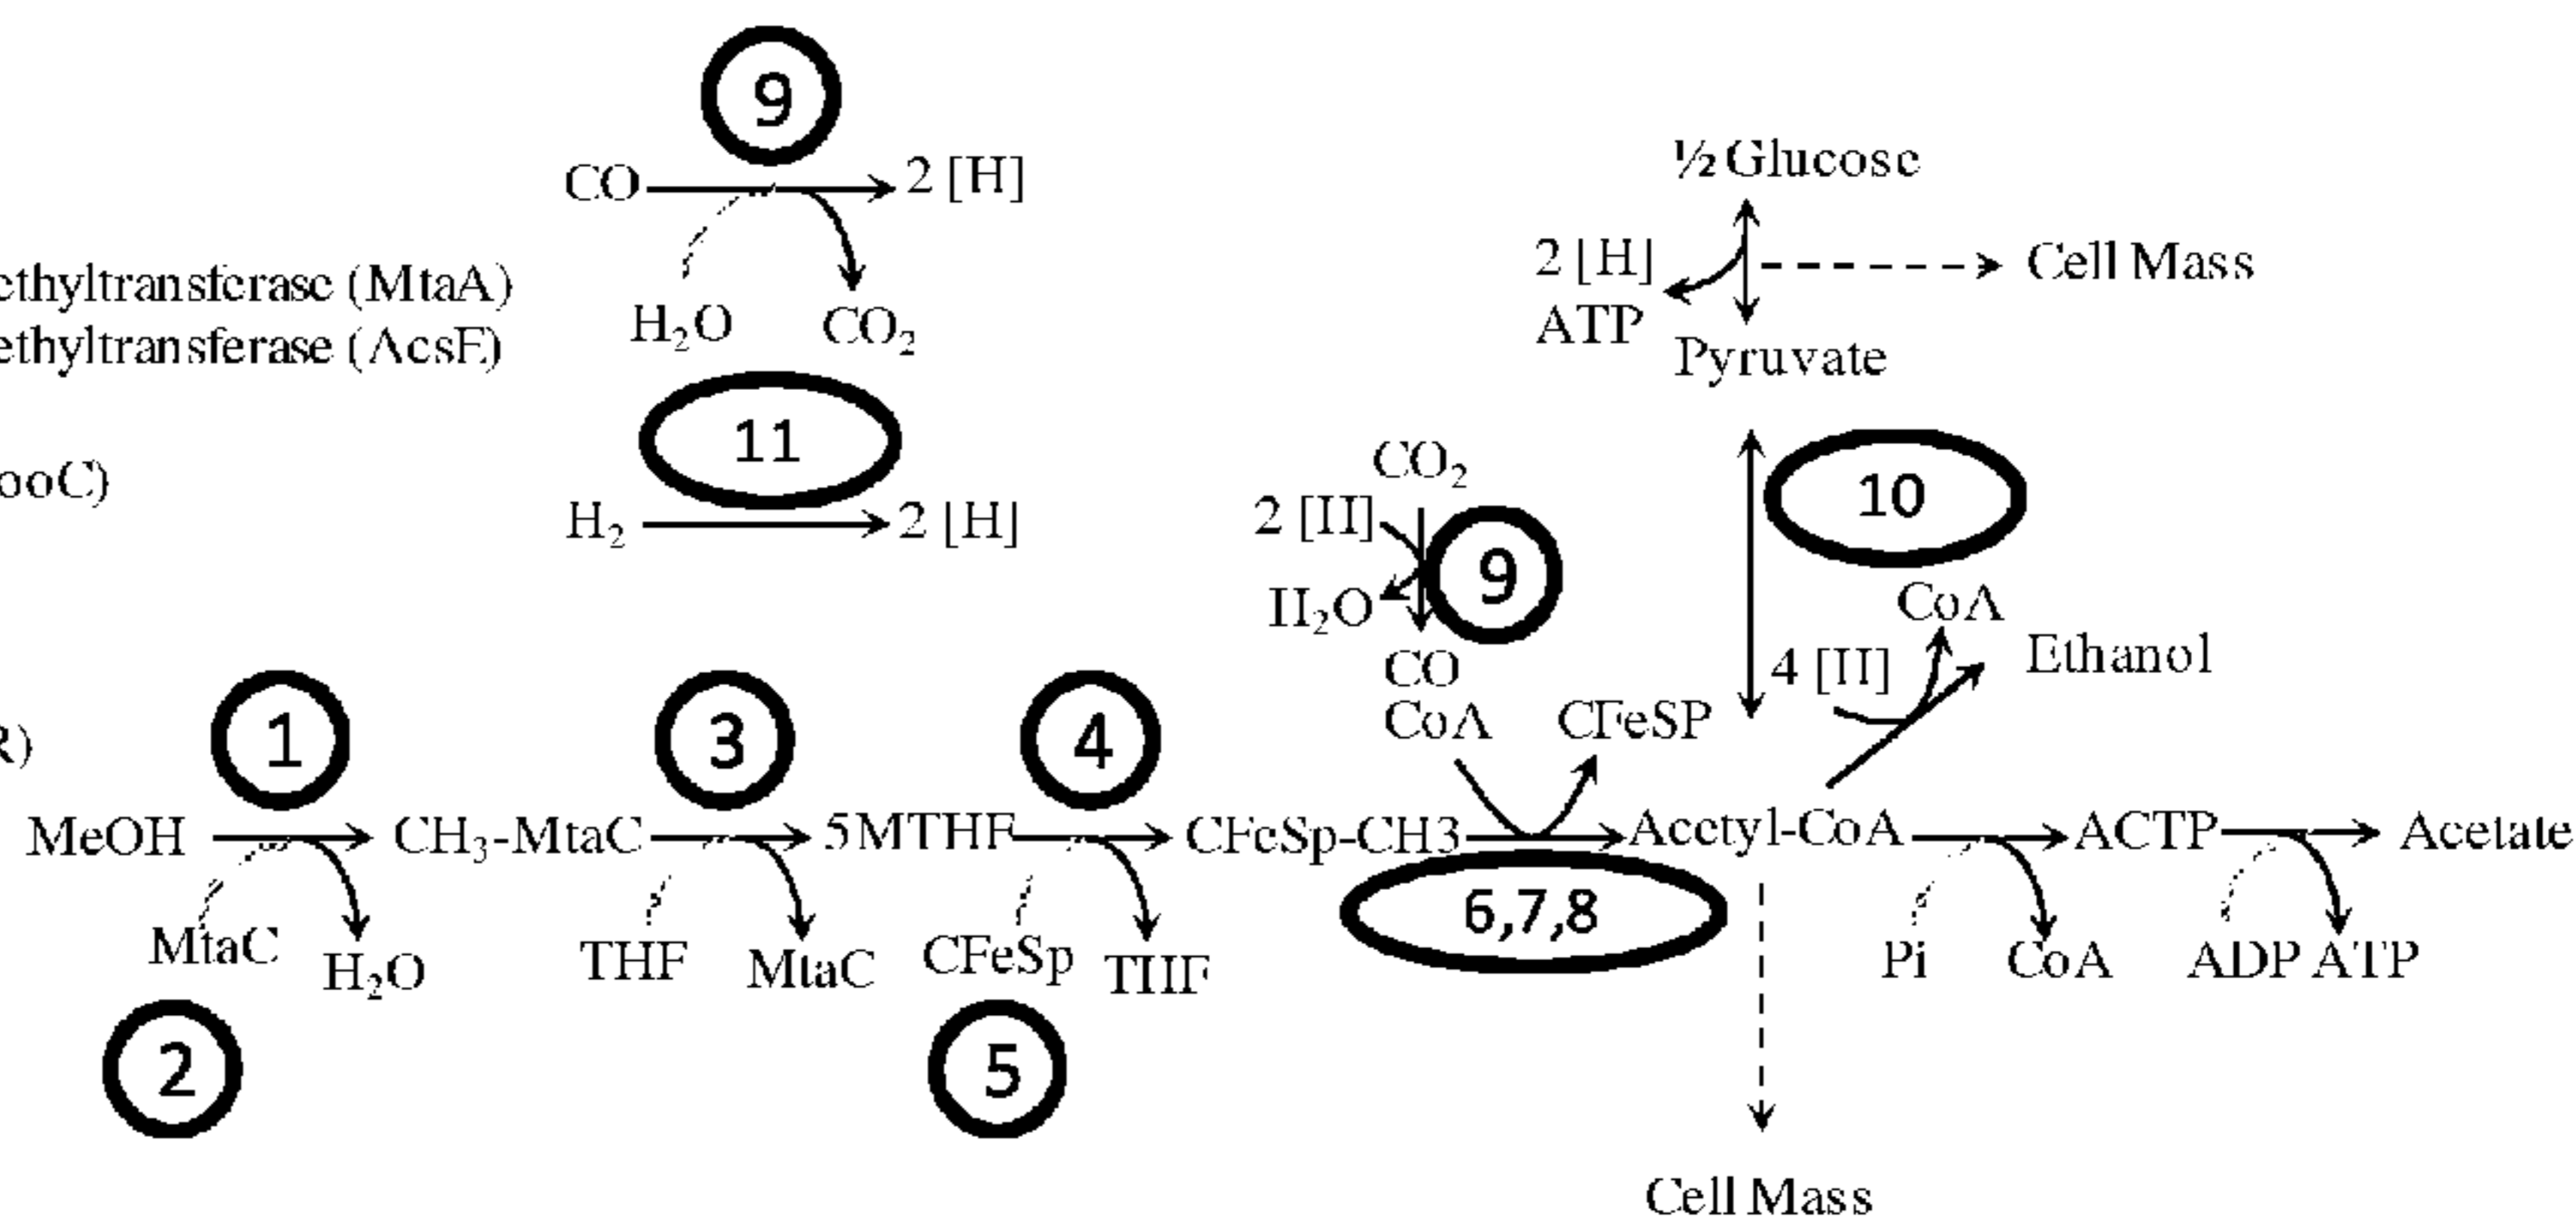 9
CO
2 [H]
H₂O
CO₂
ethyltransferase (MtaA)
ethyltransferase (AcsE)
ooC)
11
H₂
2 [H]
½ Glucose
2 [H]
ATP
Cell Mass
Pyruvate
10
CO₂
2 [H]
H₂O
9
CO
CoA
CFeSP
CoA
4 [H]
Ethanol
R)
1
3
4
MeOH
CH₃-MtaC
5MTHF
CFeSp-CH3
Acetyl-CoA
ACTP
Acetate
MtaC
H₂O
THF
MtaC
CFeSp
THF
6,7,8
Pi
CoA
ADP
ATP
2
5
Cell Mass